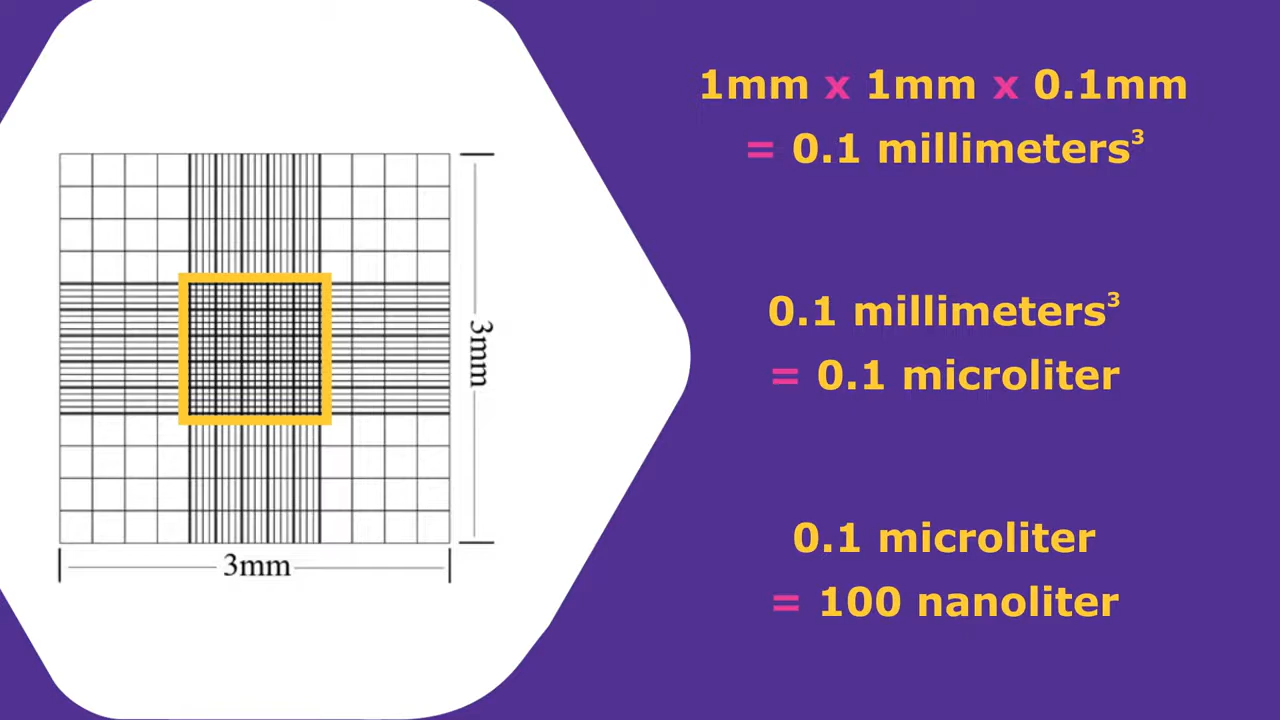 1mm x 1mm x 0.1mm
= 0.1 millimeters³
0.1 millimeters³
= 0.1 microliter
0.1 microliter
= 100 nanoliter
3mm
3mm